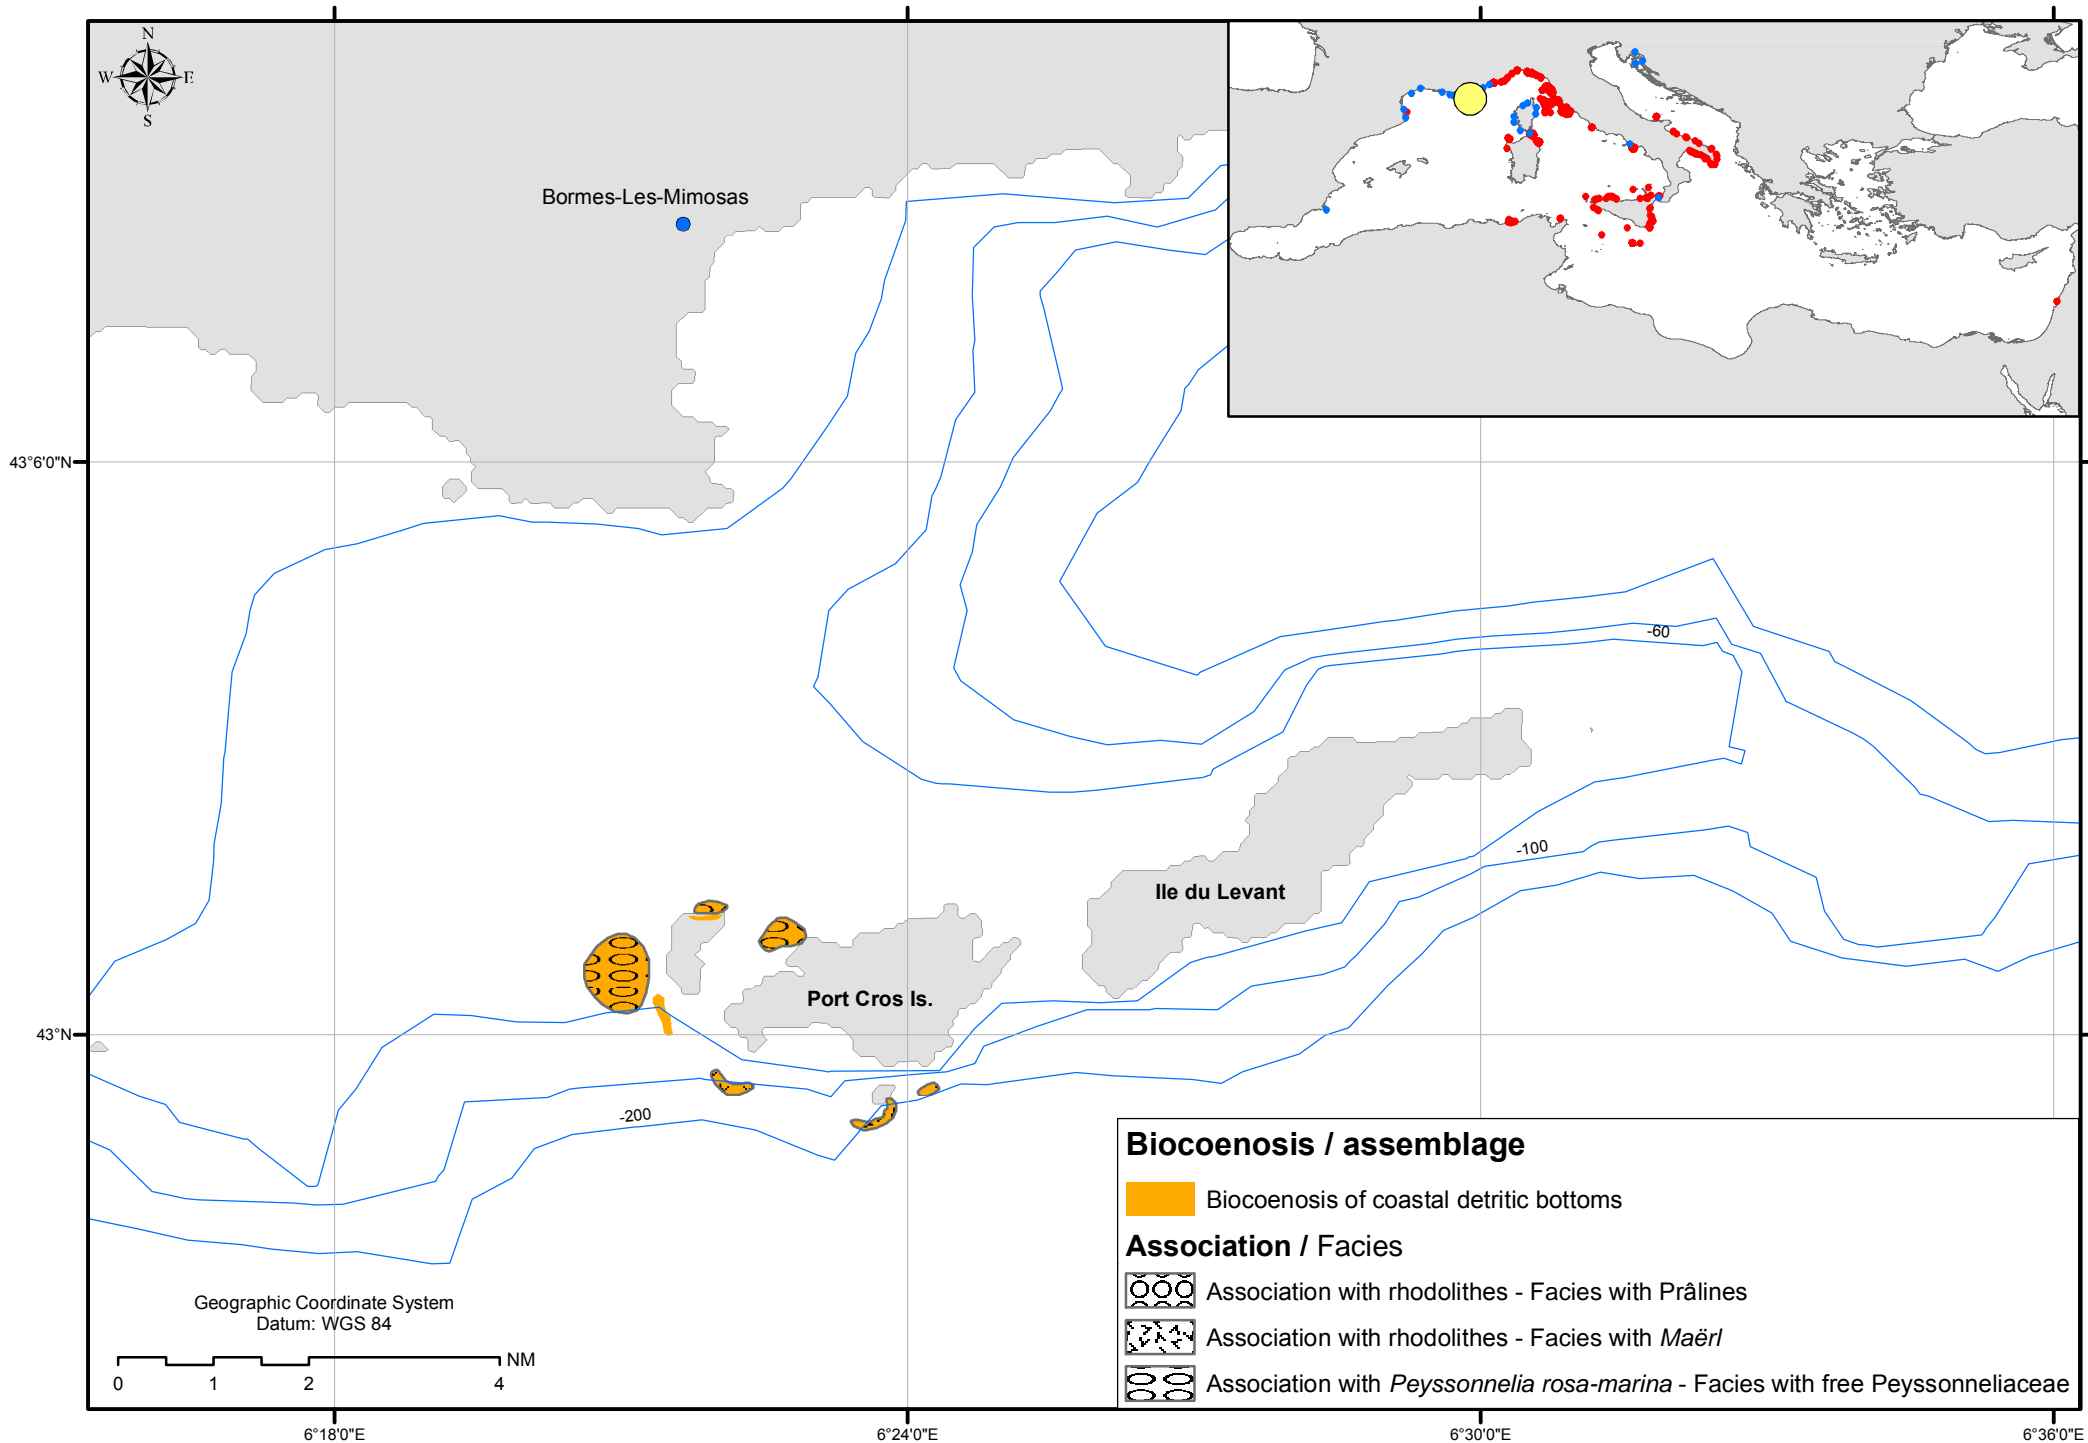 N
W
E
S
Bormes-Les-Mimosas
43°6'0"N
-60
-100
Ile du Levant
Port Cros Is.
43°N
-200
Biocoenosis / assemblage
Biocoenosis of coastal detritic bottoms
Association / Facies
Association with rhodolithes - Facies with Prâlines
Association with rhodolithes - Facies with Maërl
Association with Peyssonnelia rosa-marina - Facies with free Peyssonneliaceae
Geographic Coordinate System
Datum: WGS 84
NM
0 1 2 4
6°18'0"E 6°24'0"E 6°30'0"E 6°36'0"E